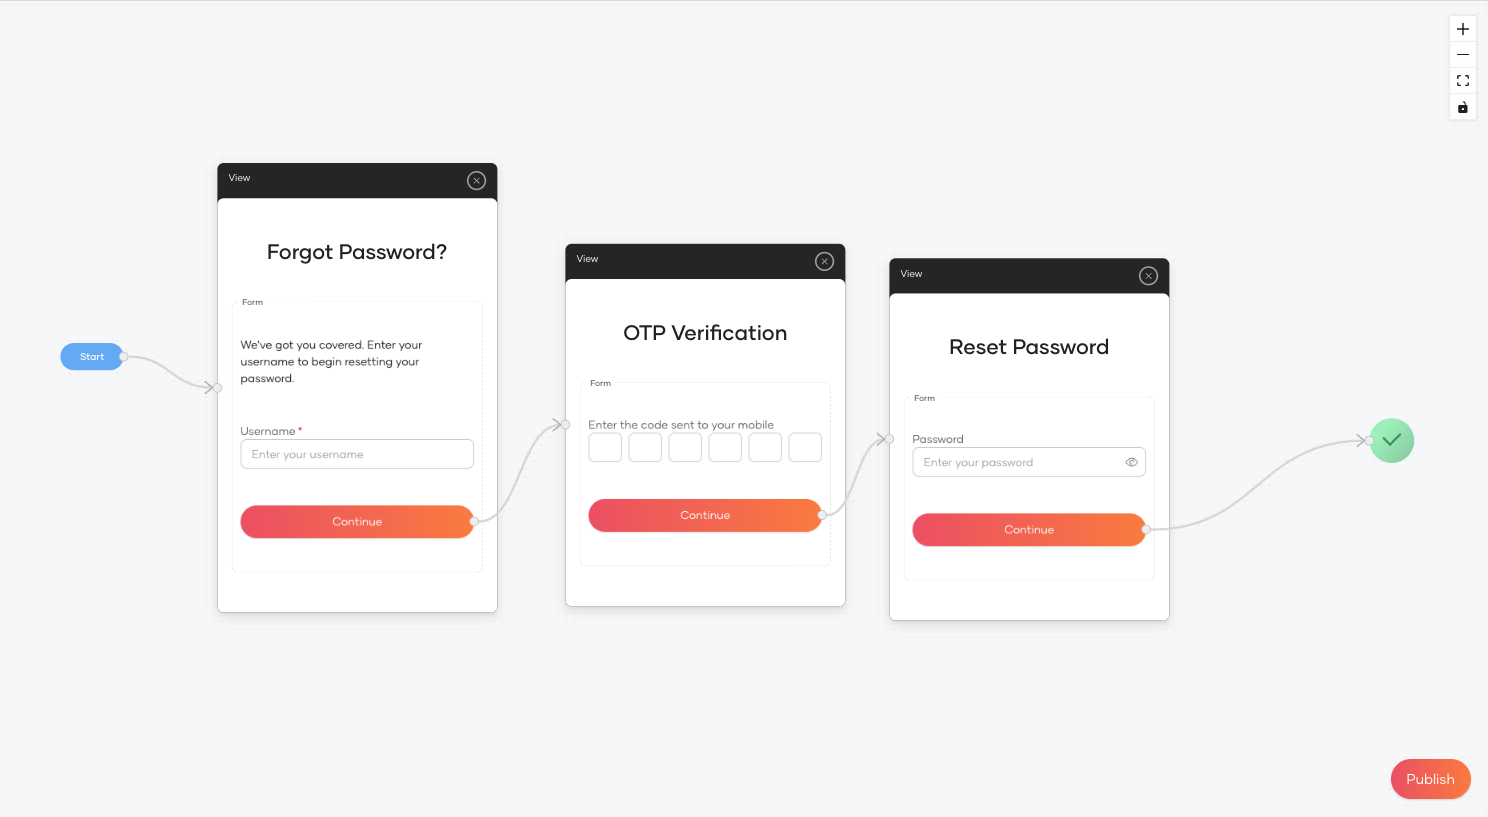 Start
View
Forgot Password?
Form
We've got you covered. Enter your
username to begin resetting your
password.
Username *
Enter your username
Continue
View
OTP Verification
Form
Enter the code sent to your mobile
Continue
View
Reset Password
Form
Password
Enter your password
Continue
Publish